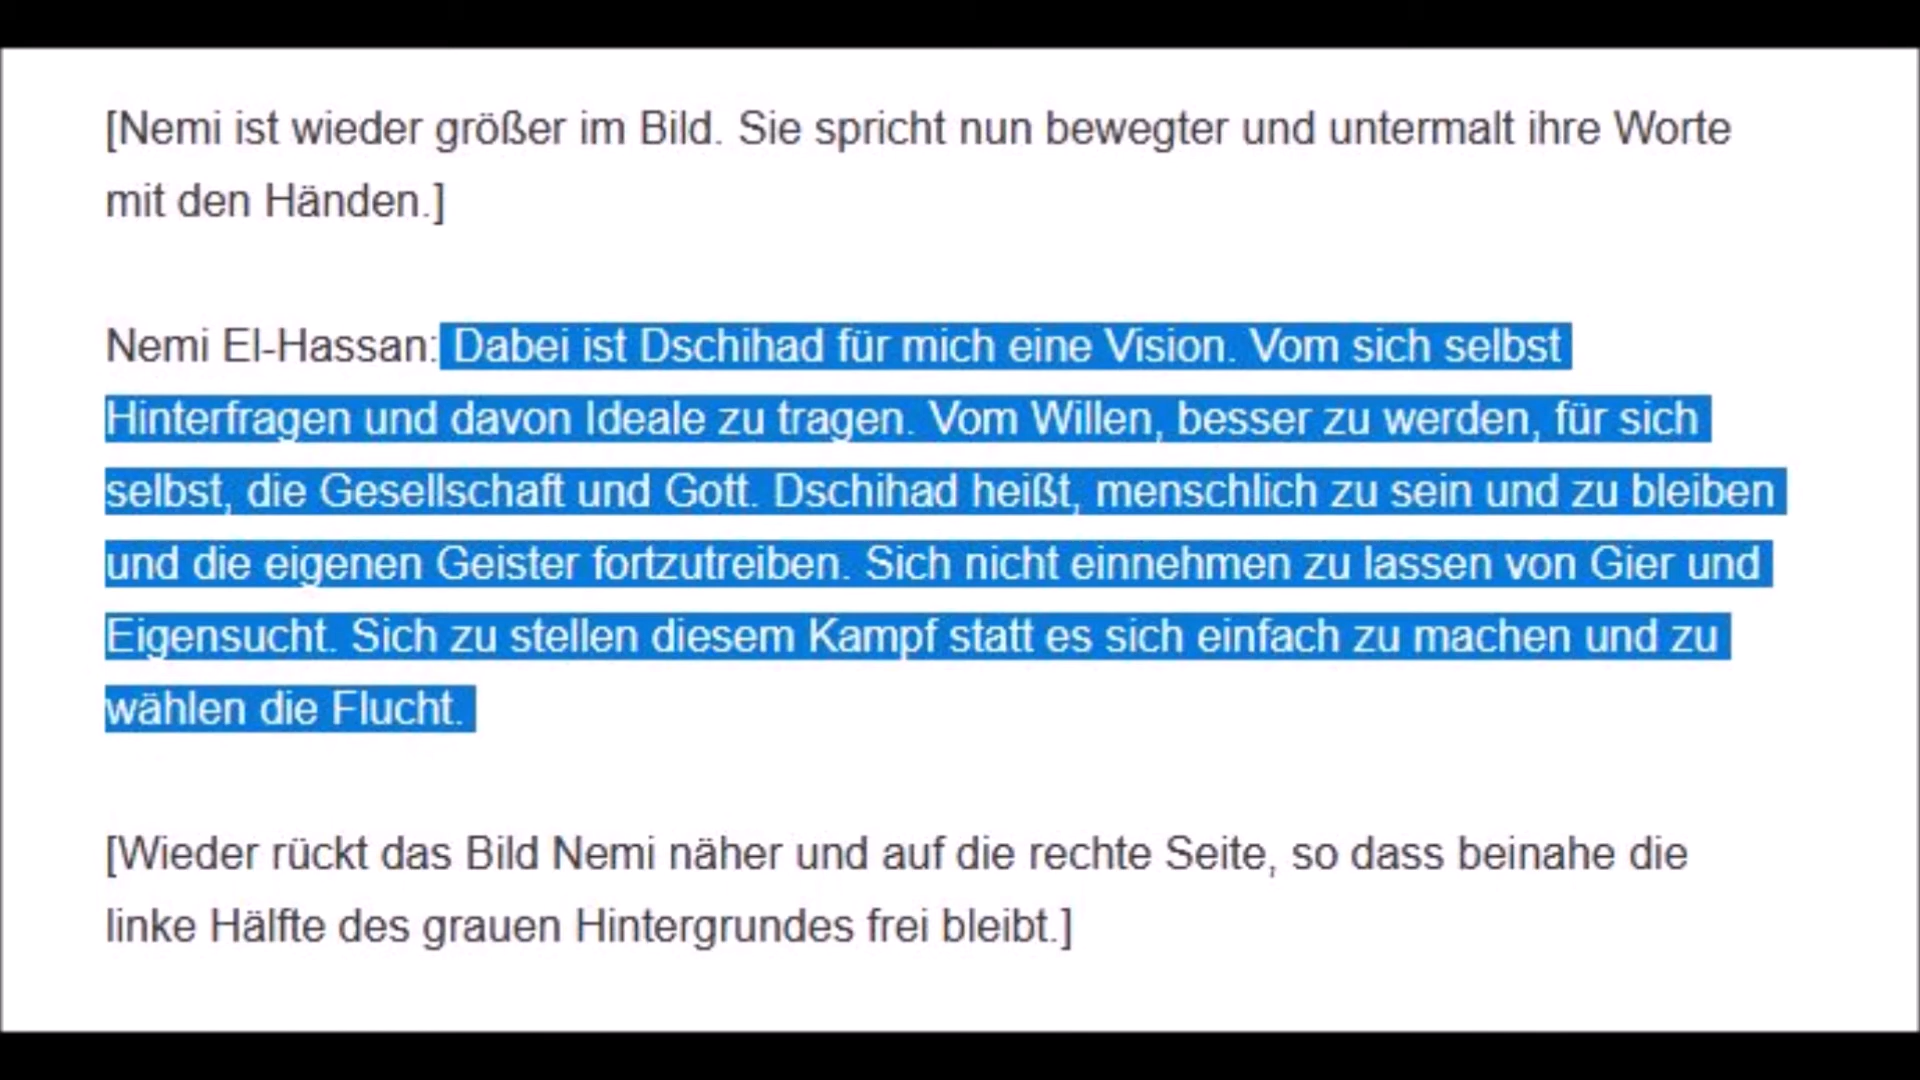 [Nemi ist wieder größer im Bild. Sie spricht nun bewegter und untermalt ihre Worte
mit den Händen.]
Nemi El-Hassan: Dabei ist Dschihad für mich eine Vision. Vom sich selbst
Hinterfragen und davon Ideale zu tragen. Vom Willen, besser zu werden, für sich
selbst, die Gesellschaft und Gott. Dschihad heißt, menschlich zu sein und zu bleiben
und die eigenen Geister fortzutreiben. Sich nicht einnehmen zu lassen von Gier und
Eigensucht. Sich zu stellen diesem Kampf statt es sich einfach zu machen und zu
wählen die Flucht.
[Wieder rückt das Bild Nemi näher und auf die rechte Seite, so dass beinahe die
linke Hälfte des grauen Hintergrundes frei bleibt.]